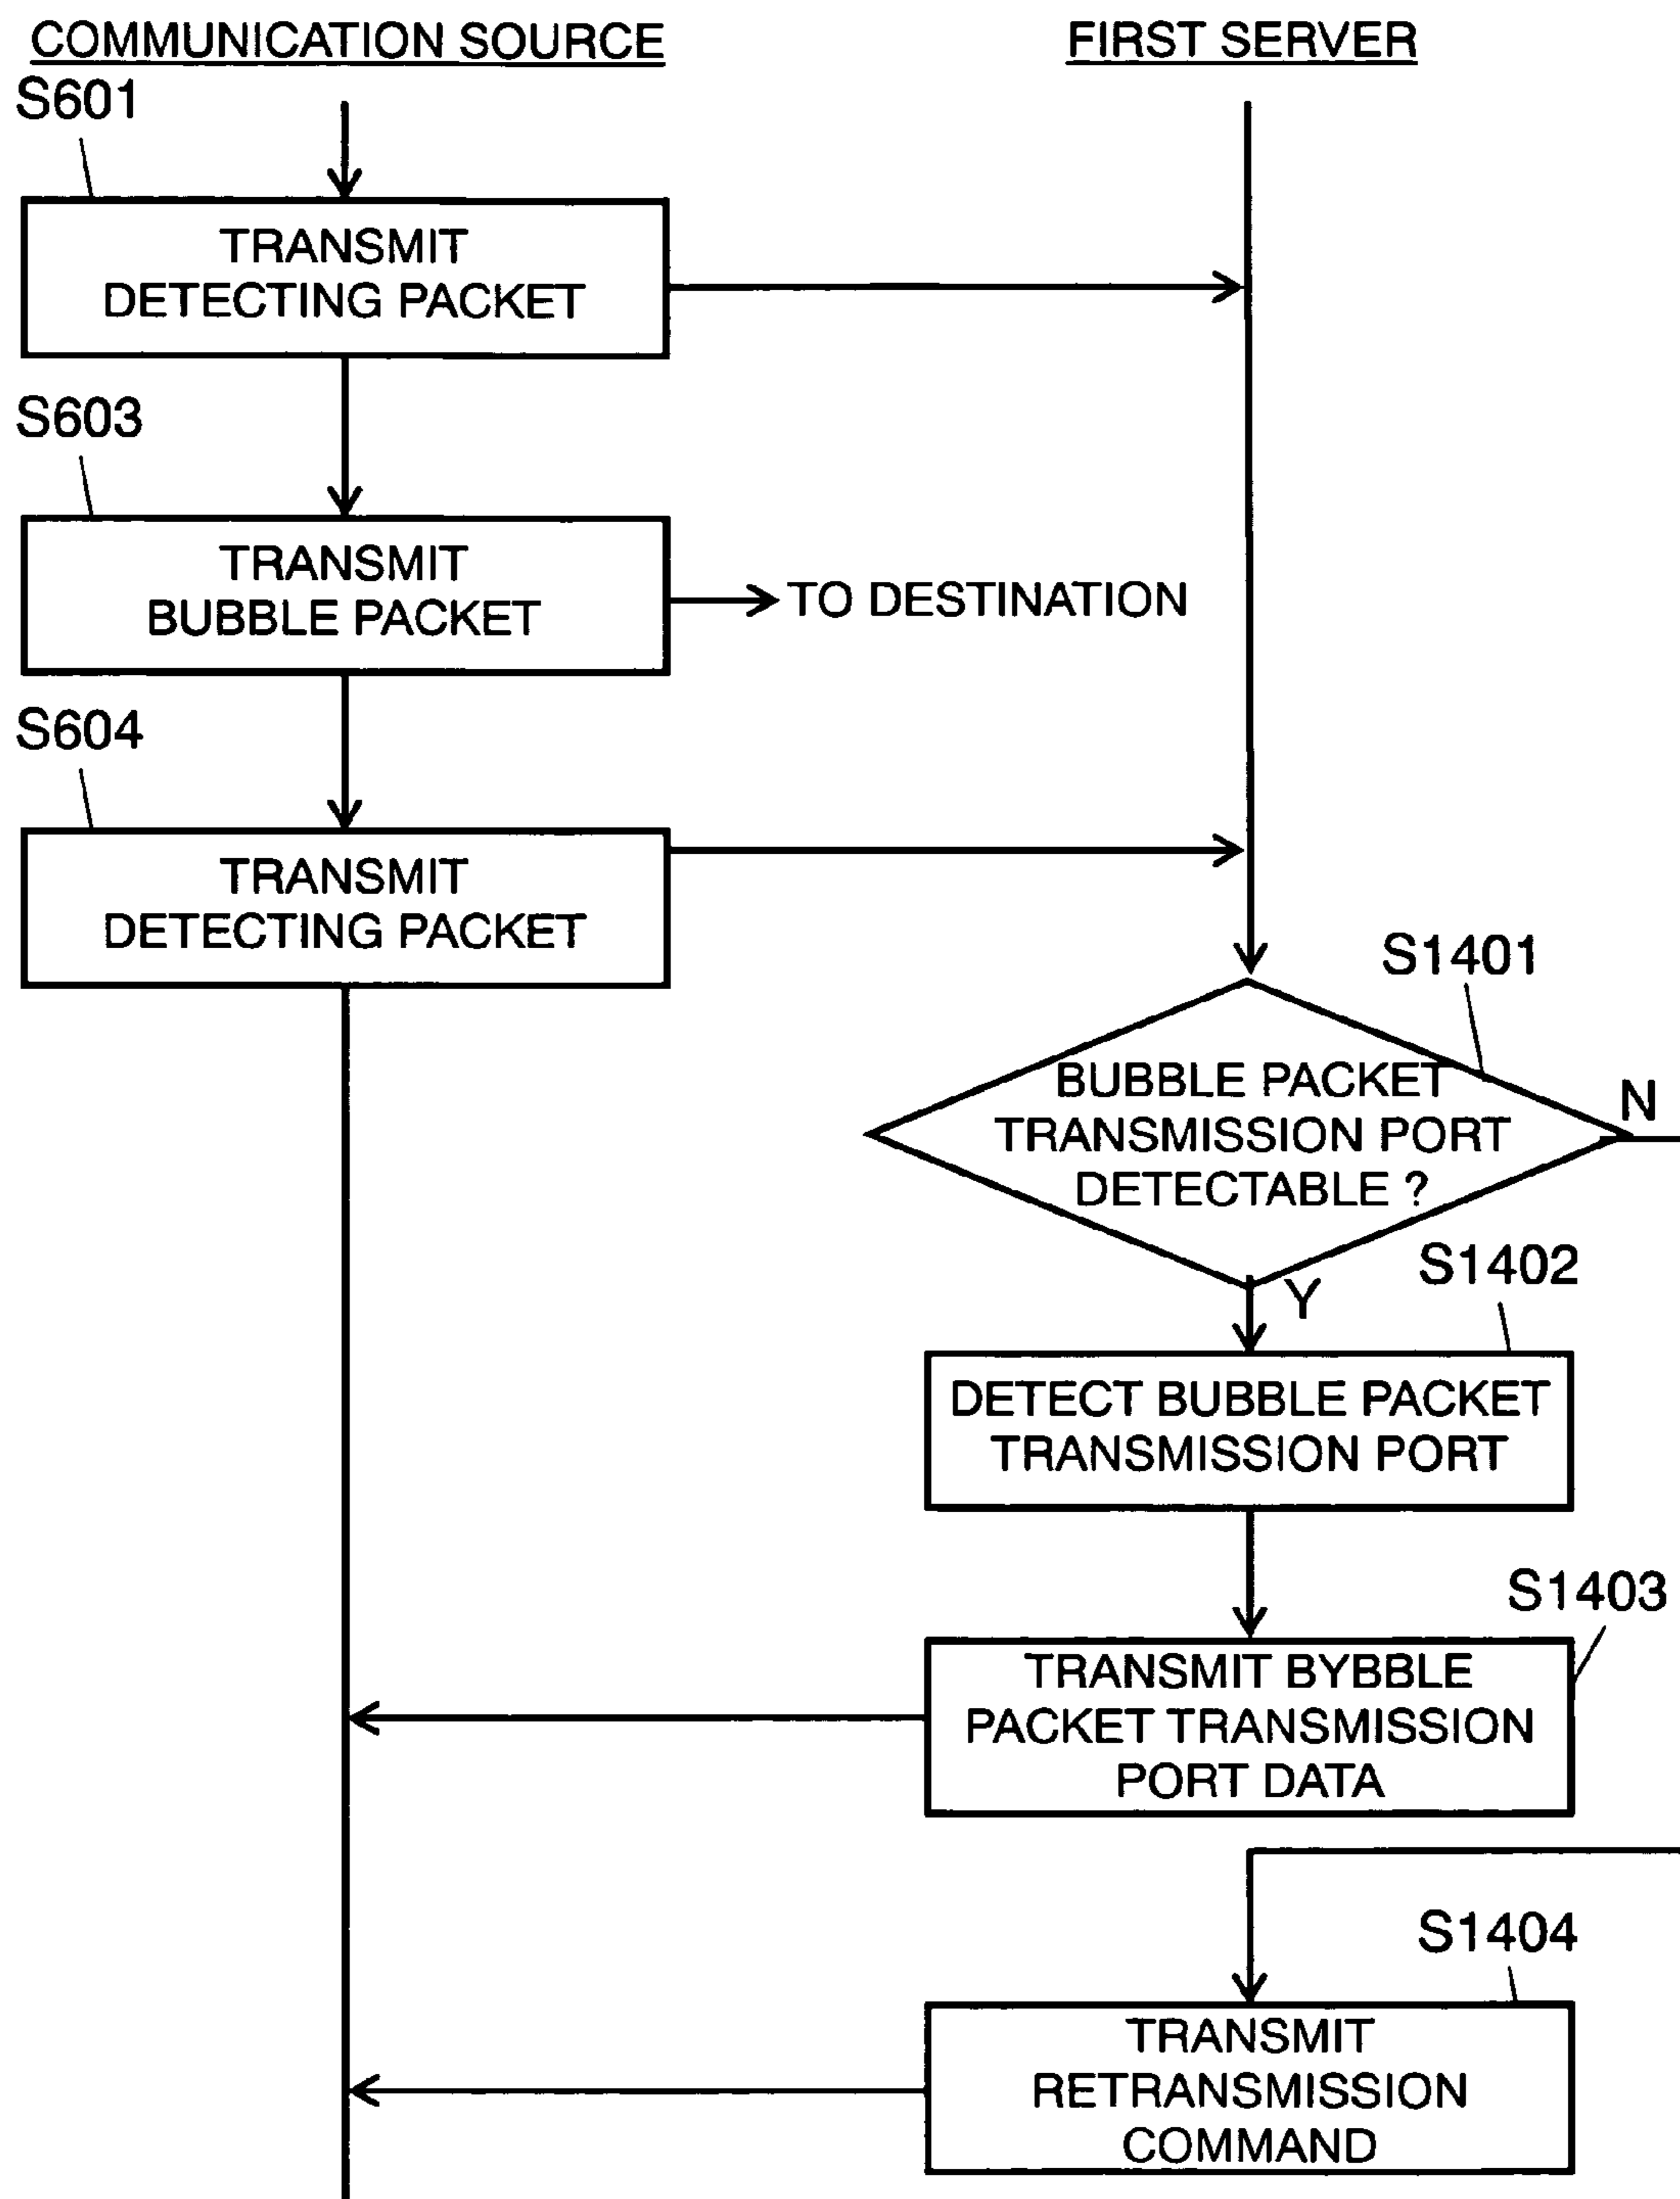 COMMUNICATION SOURCE
FIRST SERVER
S601
TRANSMIT
DETECTING PACKET
S603
TRANSMIT
BUBBLE PACKET
TO DESTINATION
S604
TRANSMIT
DETECTING PACKET
S1401
BUBBLE PACKET
TRANSMISSION PORT
DETECTABLE ?
N
Y
S1402
DETECT BUBBLE PACKET
TRANSMISSION PORT
S1403
TRANSMIT BYBBLE
PACKET TRANSMISSION
PORT DATA
S1404
TRANSMIT
RETRANSMISSION
COMMAND